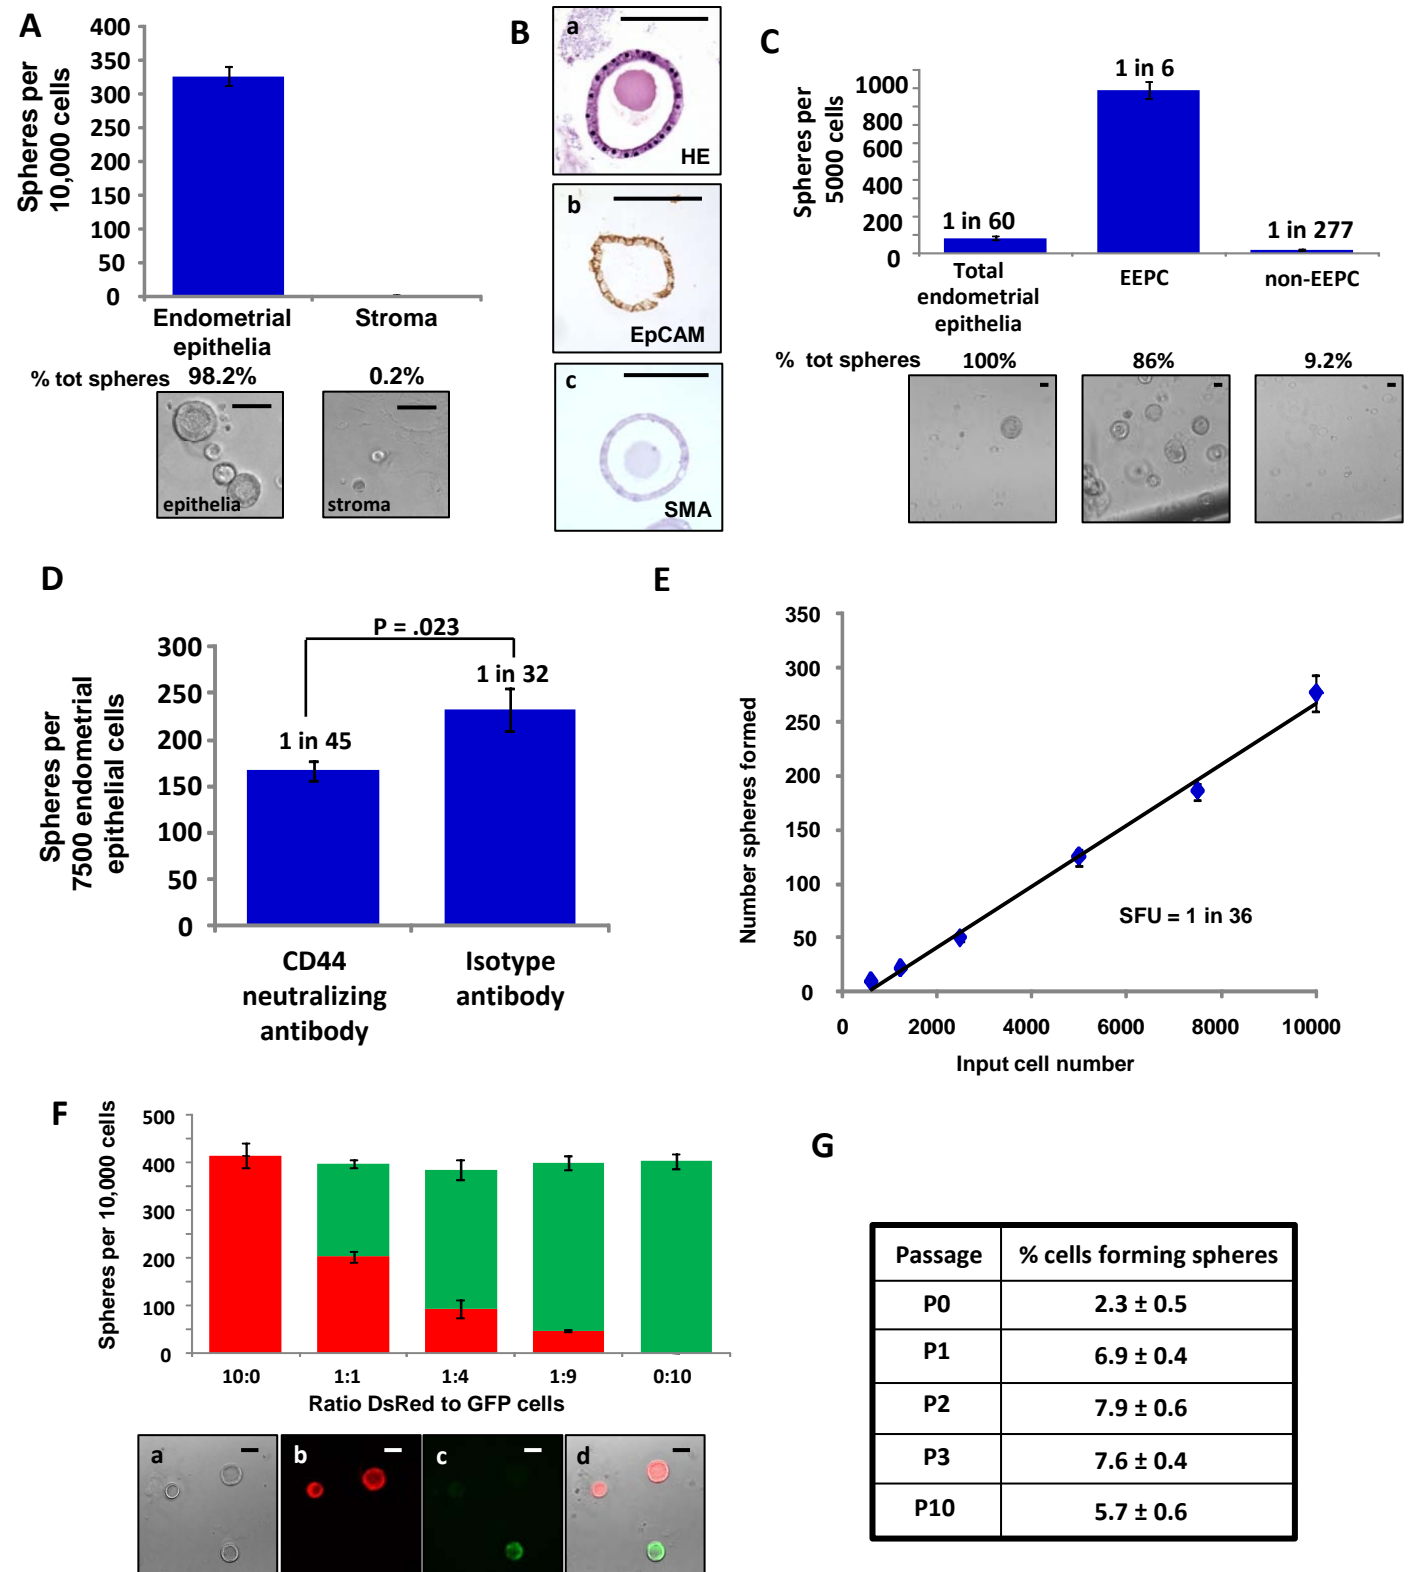 A
Spheres per
10,000 cells
400
350
300
250
200
150
100
50
0
Endometrial
epithelia
Stroma
% tot spheres 98.2% 0.2%
epithelia
stroma
B
a
HE
b
EpCAM
c
SMA
C
Spheres per
5000 cells
1000
800
600
400
200
0
1 in 60
1 in 6
1 in 277
Total
endometrial
epithelia
EEPC
non-EEPC
% tot spheres 100% 86% 9.2%
D
Spheres per
7500 endometrial
epithelial cells
300
250
200
150
100
50
0
P = .023
1 in 45
1 in 32
CD44
neutralizing
antibody
Isotype
antibody
E
Number spheres formed
350
300
250
200
150
100
50
0
SFU = 1 in 36
0 2000 4000 6000 8000 10000
Input cell number
F
Spheres per 10,000 cells
500
400
300
200
100
0
10:0 1:1 1:4 1:9 0:10
Ratio DsRed to GFP cells
a
b
c
d
G
Passage % cells forming spheres
P0 2.3 ± 0.5
P1 6.9 ± 0.4
P2 7.9 ± 0.6
P3 7.6 ± 0.4
P10 5.7 ± 0.6